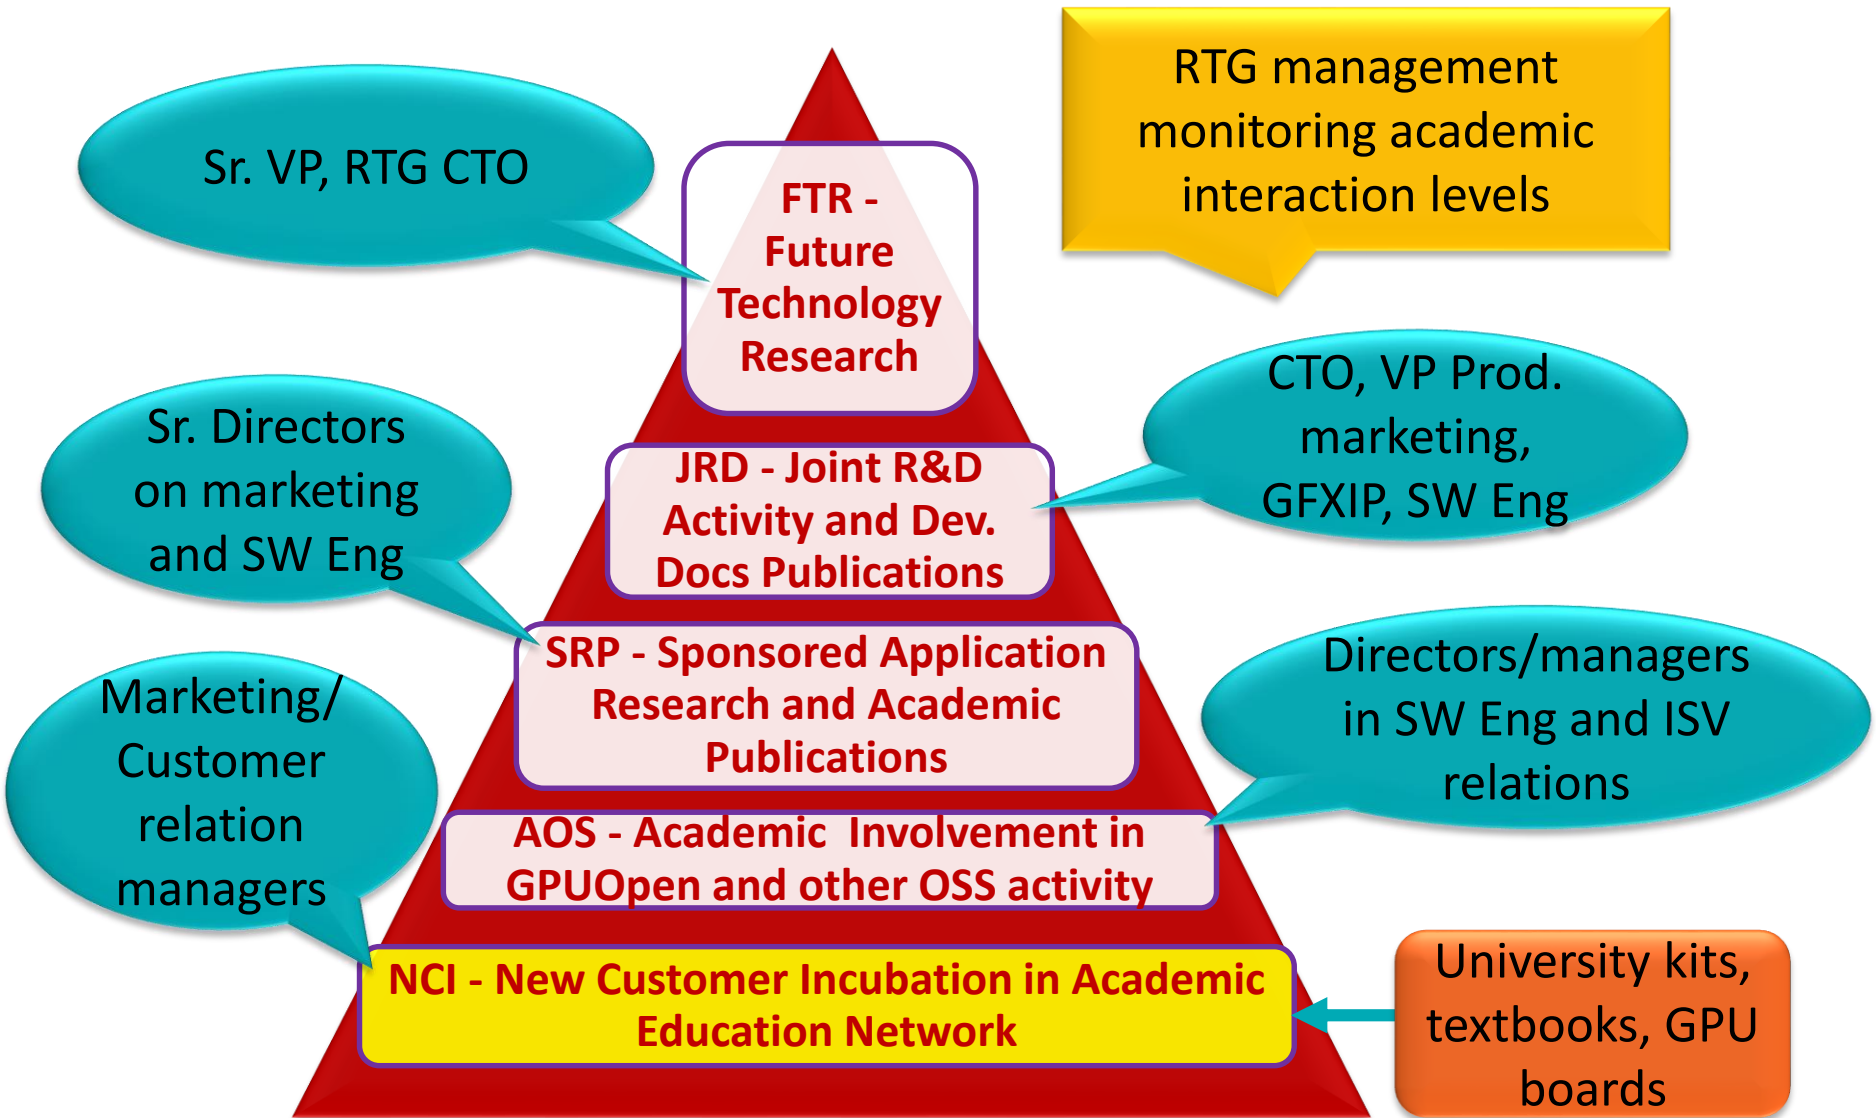 RTG management
monitoring academic
interaction levels
Sr. VP, RTG CTO
FTR -
Future
Technology
Research
CTO, VP Prod.
marketing,
GFXIP, SW Eng
Sr. Directors
on marketing
and SW Eng
JRD - Joint R&D
Activity and Dev.
Docs Publications
SRP - Sponsored Application
Research and Academic
Publications
Directors/managers
in SW Eng and ISV
relations
Marketing/
Customer
relation
managers
AOS - Academic  Involvement in
GPUOpen and other OSS activity
NCI - New Customer Incubation in Academic
Education Network
University kits,
textbooks, GPU
boards